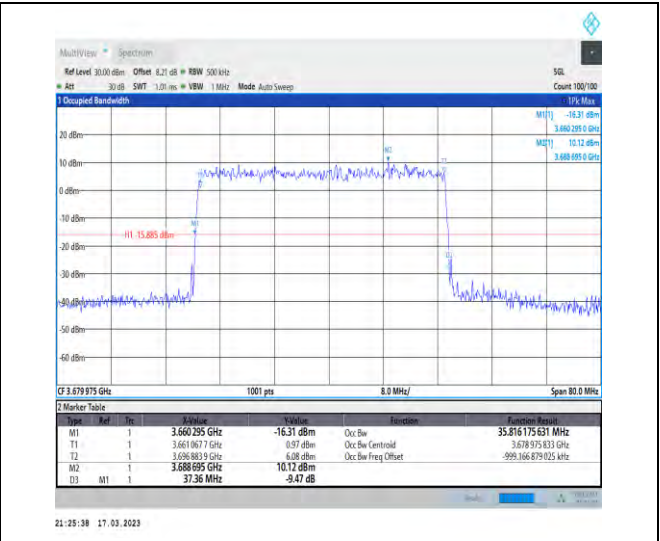 MultiView Spectrum
Ref Level 30.00 dBm Offset 8.21 dB RBW 500 kHz SGL
Att 30 dB SWT 1.01 ms VBW 1 MHz Mode Auto Sweep Count 100/100
1 Occupied Bandwidth 1Pk Max
M1[1] -16.31 dBm
3.660 295 0 GHz
M2[1] 10.12 dBm
3.688 695 0 GHz
20 dBm
M2
10 dBm
0 dBm
-10 dBm
M1
H1 -15.885 dBm
-20 dBm
-30 dBm
-40 dBm
-50 dBm
-60 dBm
CF 3.679 975 GHz 1001 pts 8.0 MHz/ Span 80.0 MHz
2 Marker Table
Type Ref Trc X-Value Y-Value Function Function Result
M1 1 3.660 295 GHz -16.31 dBm Occ Bw 35.816 175 631 MHz
T1 1 3.661 067 7 GHz 0.97 dBm Occ Bw Centroid 3.678 975 833 GHz
T2 1 3.696 883 9 GHz 6.08 dBm Occ Bw Freq Offset -999.166 879 025 kHz
M2 1 3.688 695 GHz 10.12 dBm
D3 M1 1 37.36 MHz -9.47 dB
21:25:38 17.03.2023